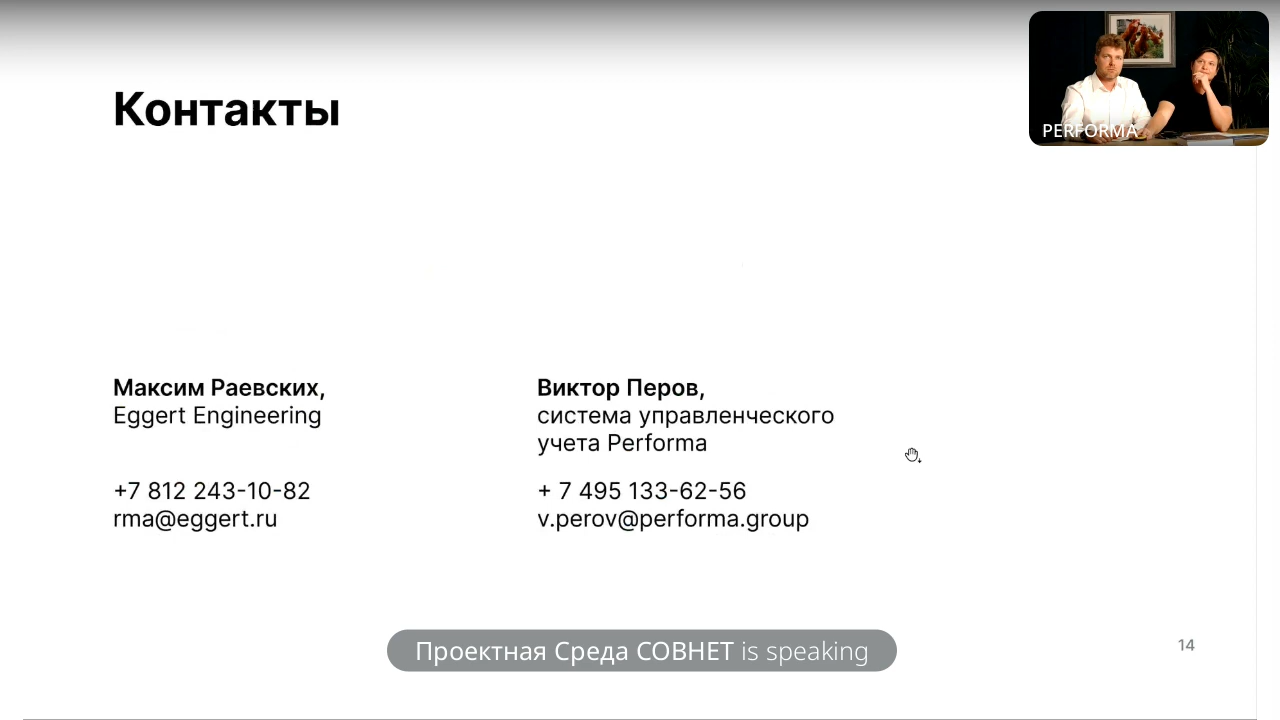 Контакты
PERFORMA
Максим Раевских,
Eggert Engineering
+7 812 243-10-82
rma@eggert.ru
Виктор Перов,
система управленческого
учета Performa
+ 7 495 133-62-56
v.perov@performa.group
Проектная Среда СОВНЕТ is speaking
14